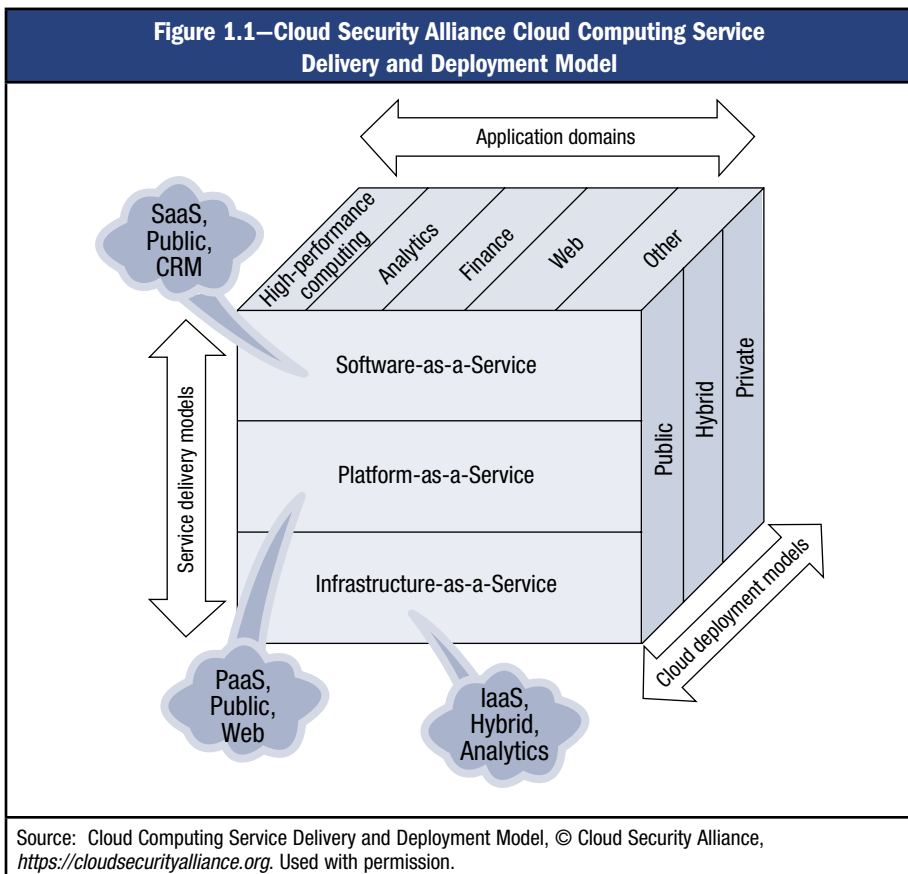 Figure 1.1—Cloud Security Alliance Cloud Computing Service
Delivery and Deployment Model
Application domains
SaaS,
Public,
CRM
High-performance
computing
Analytics
Finance
Web
Other
Service delivery models
Software-as-a-Service
Platform-as-a-Service
Infrastructure-as-a-Service
Public
Hybrid
Private
Cloud deployment models
PaaS,
Public,
Web
IaaS,
Hybrid,
Analytics
Source: Cloud Computing Service Delivery and Deployment Model, © Cloud Security Alliance,
https://cloudsecurityalliance.org. Used with permission.